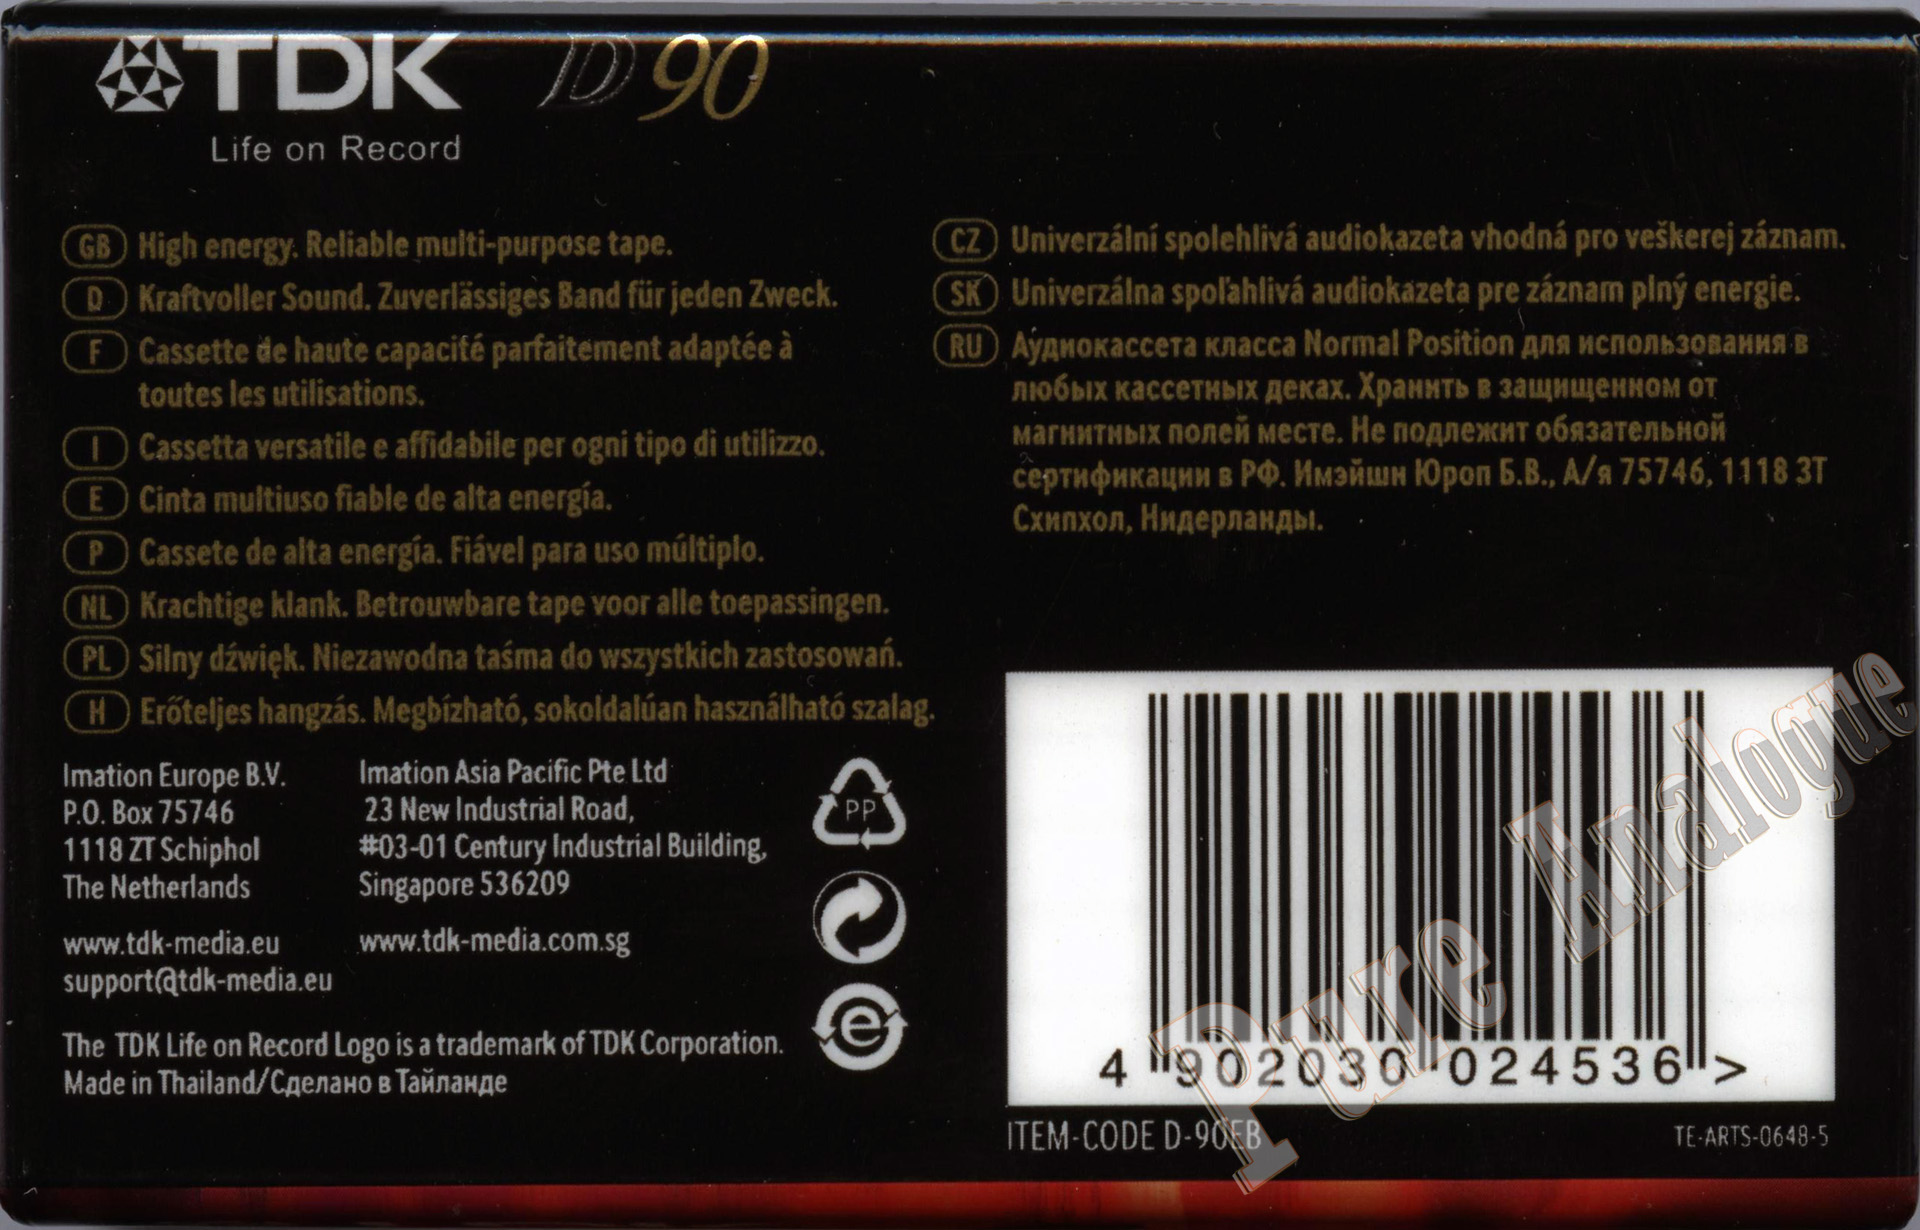 TDK D90
Life on Record
GB High energy. Reliable multi-purpose tape.
D Kraftvoller Sound. Zuverlässiges Band für jeden Zweck.
F Cassette de haute capacité parfaitement adaptée à
toutes les utilisations.
I Cassetta versatile e affidabile per ogni tipo di utilizzo.
E Cinta multiuso fiable de alta energía.
P Cassete de alta energía. Fiável para uso múltiplo.
NL Krachtige klank. Betrouwbare tape voor alle toepassingen.
PL Silny dźwięk. Niezawodna taśma do wszystkich zastosowań.
H Erőteljes hangzás. Megbízható, sokoldalúan használható szalag.
CZ Univerzální spolehlivá audiokazeta vhodná pro veškerej záznam.
SK Univerzálna spoľahlivá audiokazeta pre záznam plný energie.
RU Аудиокассета класса Normal Position для использования в
любых кассетных деках. Хранить в защищенном от
магнитных полей месте. Не подлежит обязательной
сертификации в РФ. Имэйшн Юроп Б.В., А/я 75746, 1118 ЗТ
Схипхол, Нидерланды.
Imation Europe B.V.
P.O. Box 75746
1118 ZT Schiphol
The Netherlands
www.tdk-media.eu
support@tdk-media.eu
Imation Asia Pacific Pte Ltd
23 New Industrial Road,
#03-01 Century Industrial Building,
Singapore 536209
www.tdk-media.com.sg
PP
e
The TDK Life on Record Logo is a trademark of TDK Corporation.
Made in Thailand/Сделано в Тайланде
4 902030 024536 >
ITEM-CODE D-90EB
TE-ARTS-0648-5
Pure Analogue